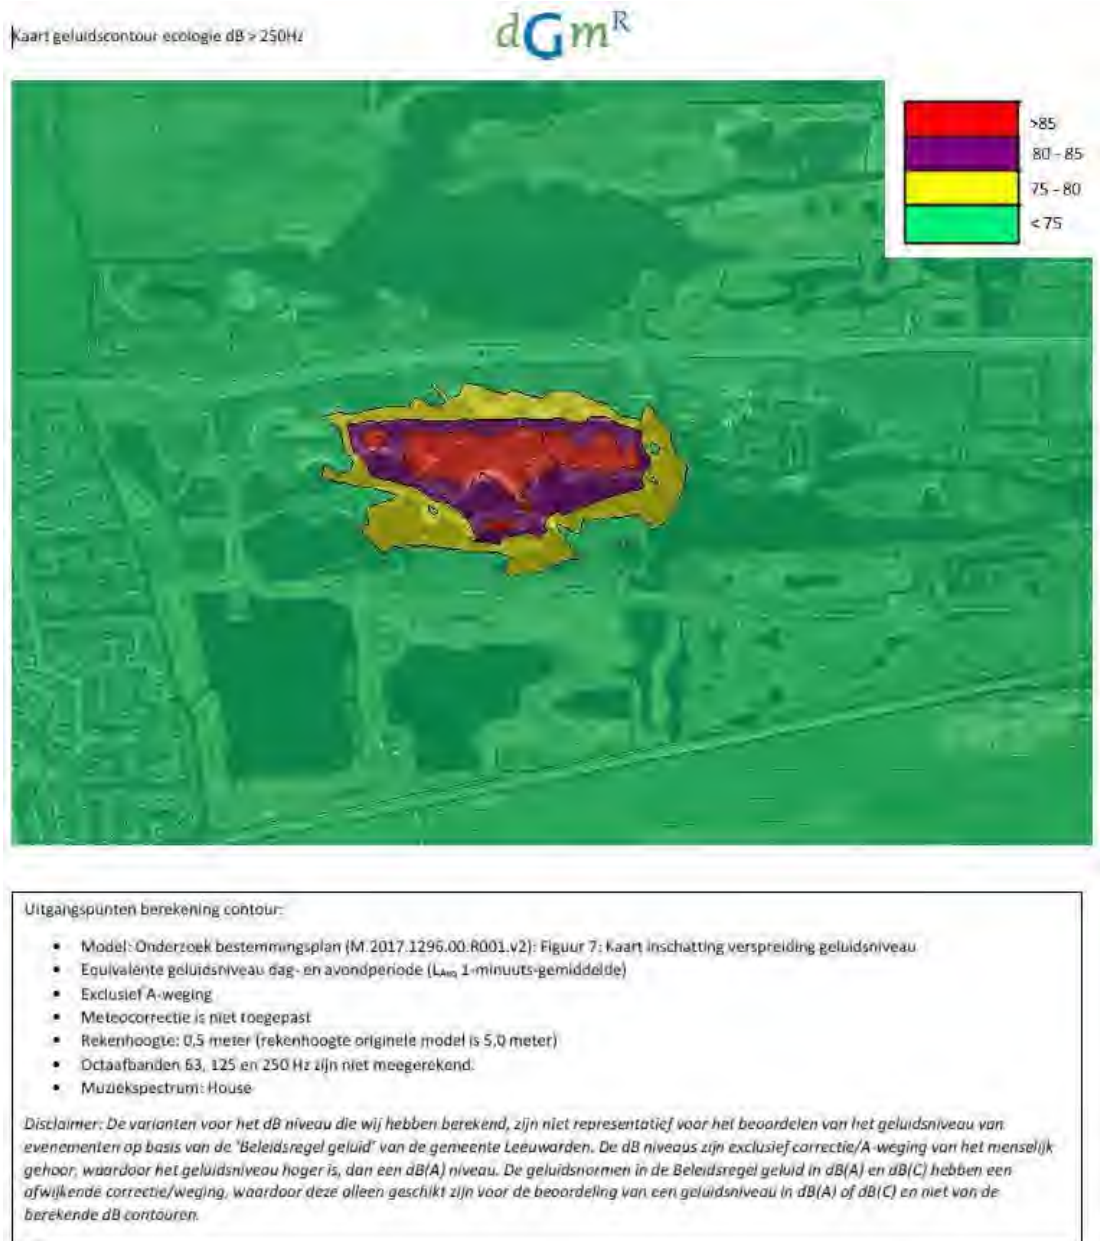 Kaart geluidscontour ecologie dB > 250Hz
dGmR
>85
80 - 85
75 - 80
< 75
Uitgangspunten berekening contour:
• Model: Onderzoek bestemmingsplan (M.2017.1296.00.R001.v2): Figuur 7: Kaart inschatting verspreiding geluidsniveau
• Equivalente geluidsniveau dag- en avondperiode (LAeq 1-minuuts-gemiddelde)
• Exclusief A-weging
• Meteocorrectie is niet toegepast
• Rekenhoogte: 0,5 meter (rekenhoogte originele model is 5,0 meter)
• Octaafbanden 63, 125 en 250 Hz zijn niet meegerekend.
• Muziekspectrum: House
Disclaimer: De varianten voor het dB niveau die wij hebben berekend, zijn niet representatief voor het beoordelen van het geluidsniveau van
evenementen op basis van de 'Beleidsregel geluid' van de gemeente Leeuwarden. De dB niveaus zijn exclusief correctie/A-weging van het menselijk
gehoor, waardoor het geluidsniveau hoger is, dan een dB(A) niveau. De geluidsnormen in de Beleidsregel geluid in dB(A) en dB(C) hebben een
afwijkende correctie/weging, waardoor deze alleen geschikt zijn voor de beoordeling van een geluidsniveau in dB(A) of dB(C) en niet van de
berekende dB contouren.